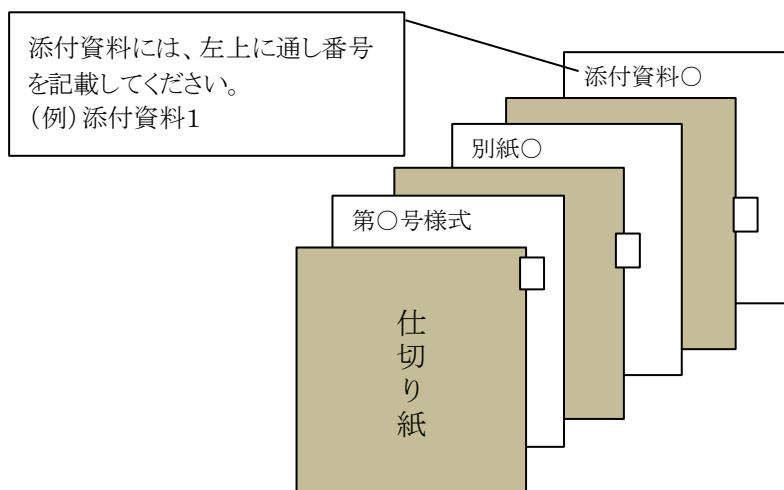 添付資料には、左上に通し番号
を記載してください。
(例)添付資料1
添付資料○
別紙○
第○号様式
仕切り紙